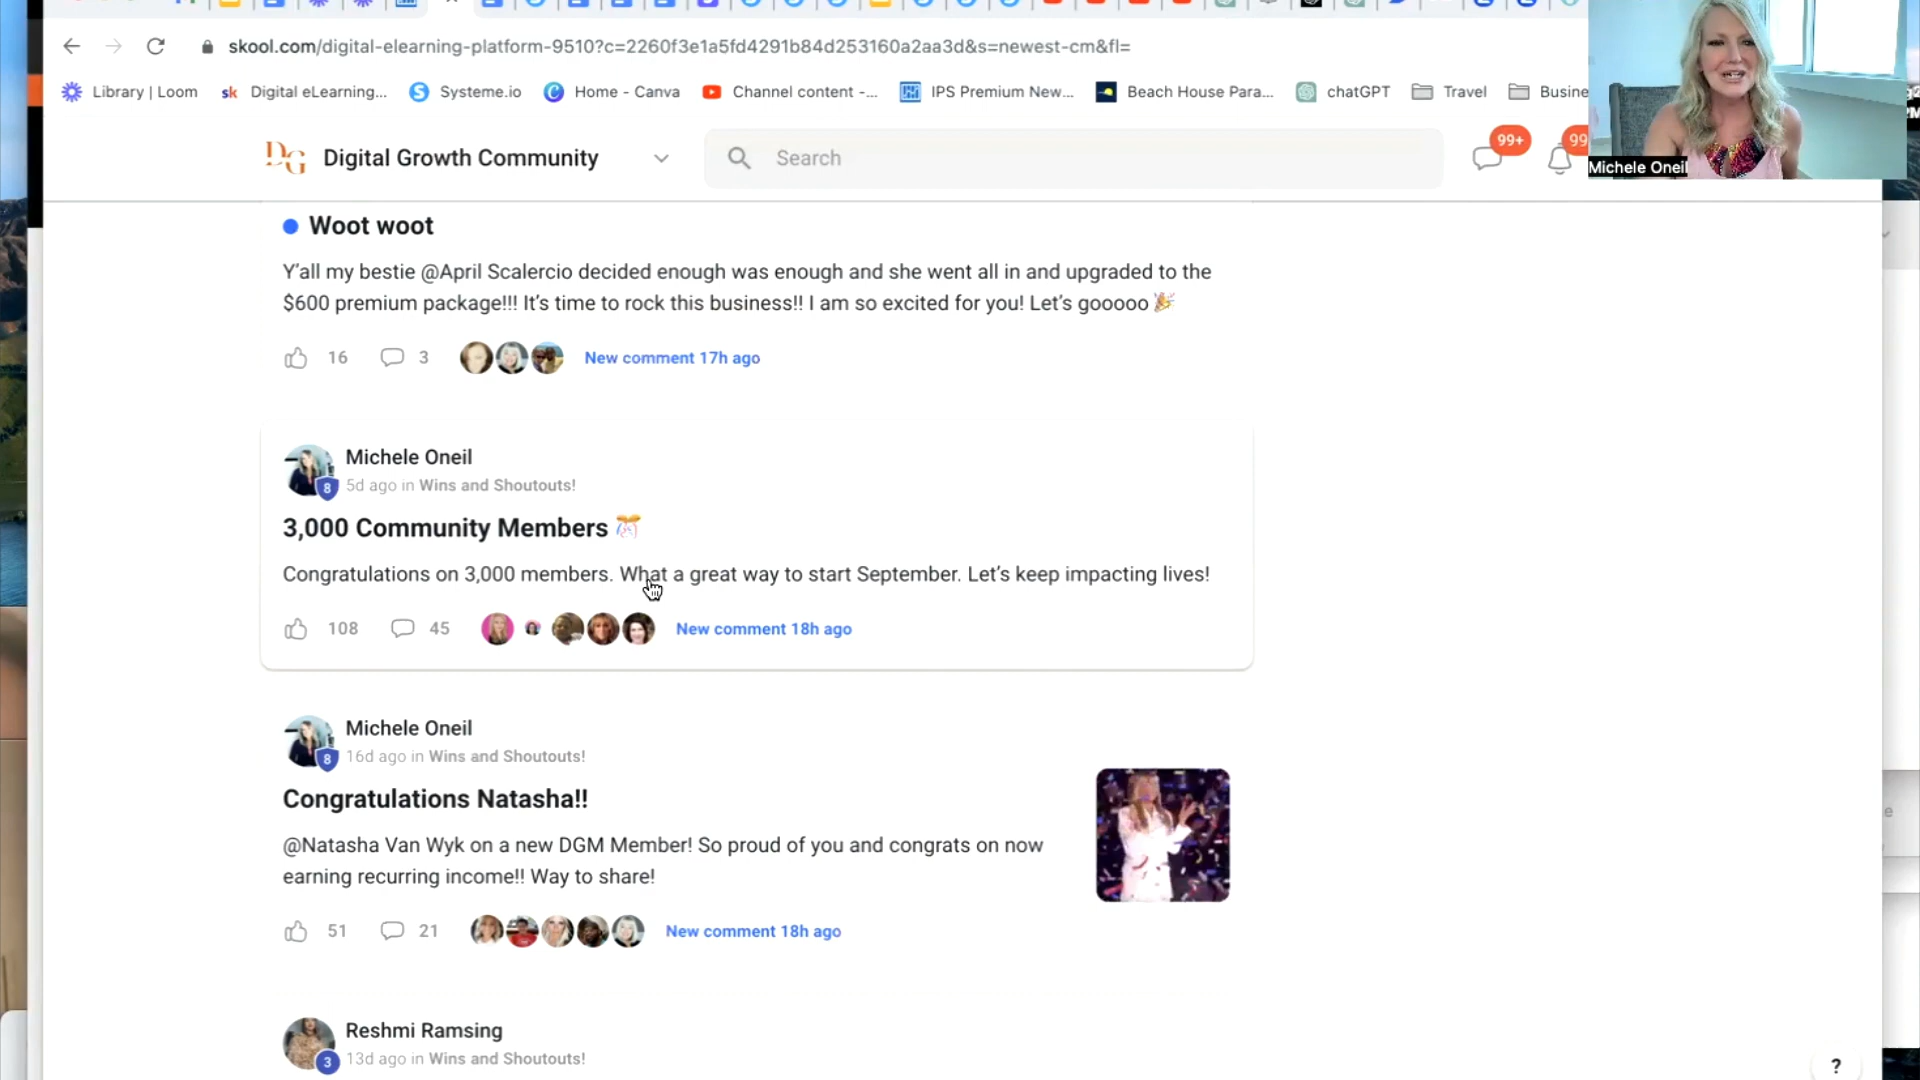 skool.com/digital-elearning-platform-9510?c=2260f3e1a5fd4291b84d253160a2aa3d&s=newest-cm&fl=
Library | Loom
sk Digital eLearning...
Systeme.io
Home - Canva
Channel content -...
IPS Premium New...
Beach House Para...
chatGPT
Travel
Busine
DG Digital Growth Community
Search
99+
99
Michele Oneil
Woot woot
Y'all my bestie @April Scalercio decided enough was enough and she went all in and upgraded to the
$600 premium package!!! It's time to rock this business!! I am so excited for you! Let's gooooo 🎉
16 3 New comment 17h ago
Michele Oneil
8 5d ago in Wins and Shoutouts!
3,000 Community Members 🎊
Congratulations on 3,000 members. What a great way to start September. Let's keep impacting lives!
108 45 New comment 18h ago
Michele Oneil
8 16d ago in Wins and Shoutouts!
Congratulations Natasha!!
@Natasha Van Wyk on a new DGM Member! So proud of you and congrats on now
earning recurring income!! Way to share!
51 21 New comment 18h ago
Reshmi Ramsing
3 13d ago in Wins and Shoutouts!
?